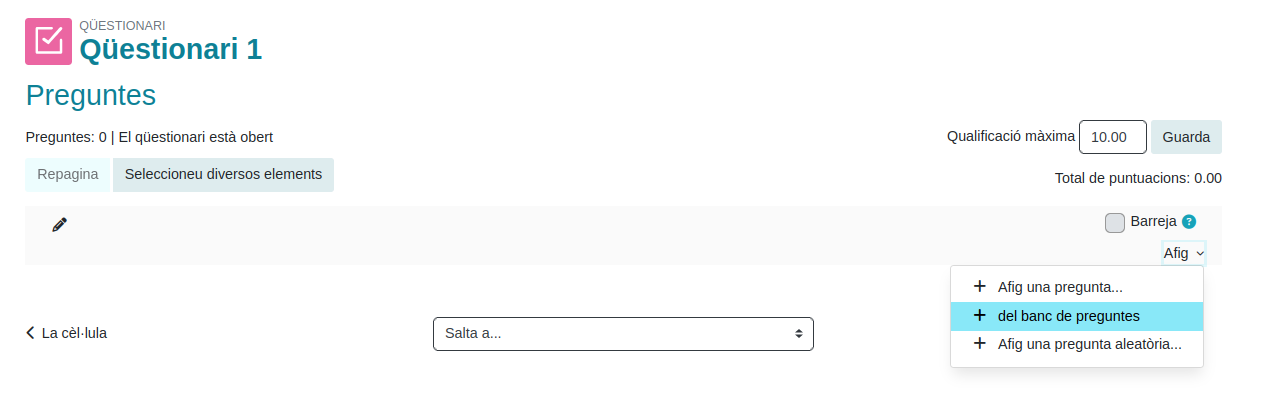 QÜESTIONARI
Qüestionari 1
Preguntes
Preguntes: 0 | El qüestionari està obert
Qualificació màxima 10.00 Guarda
Repagina Seleccioneu diversos elements
Total de puntuacions: 0.00
Barreja
Afig
Afig una pregunta...
del banc de preguntes
Afig una pregunta aleatòria...
La cèl·lula
Salta a...